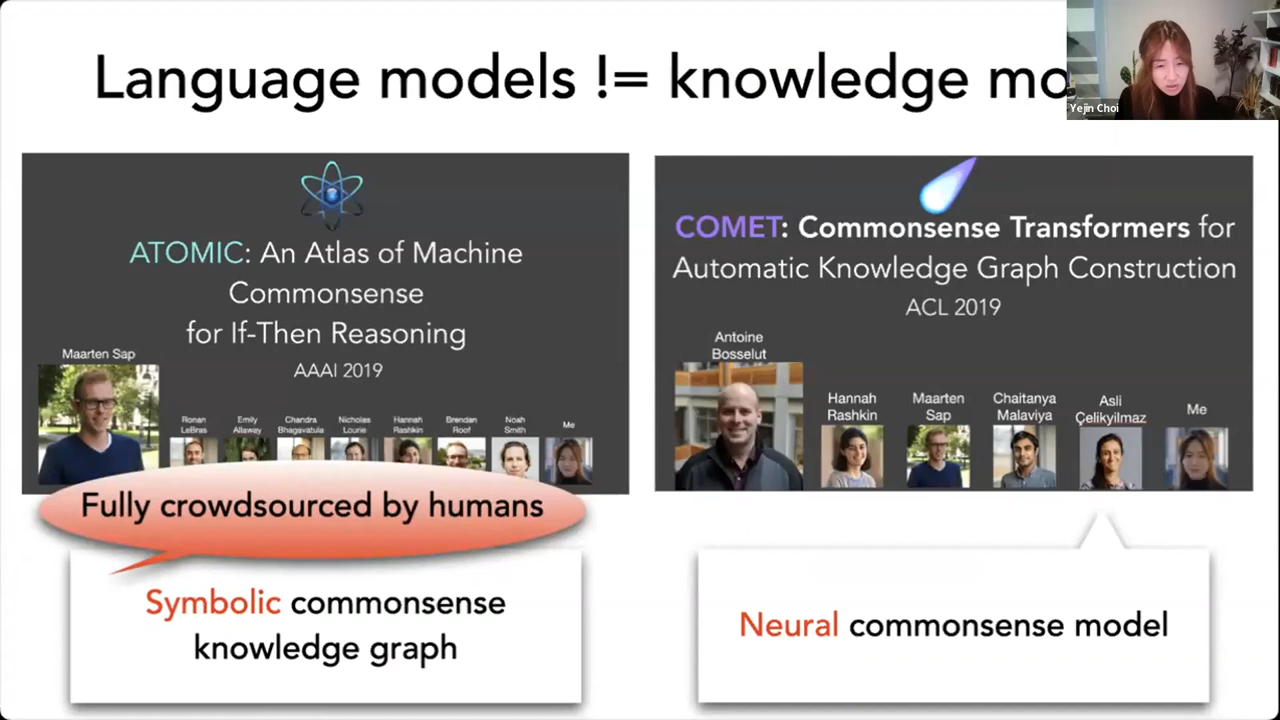 Language models != knowledge mo
Yejin Choi
ATOMIC: An Atlas of Machine
Commonsense
for If-Then Reasoning
AAAI 2019
Maarten Sap
Ronan
LeBras
Emily
Allaway
Chandra
Bhagavatula
Nicholas
Lourie
Hannah
Rashkin
Brendan
Roof
Noah
Smith
Me
Fully crowdsourced by humans
Symbolic commonsense
knowledge graph
COMET: Commonsense Transformers for
Automatic Knowledge Graph Construction
ACL 2019
Antoine
Bosselut
Hannah
Rashkin
Maarten
Sap
Chaitanya
Malaviya
Asli
Çelikyilmaz
Me
Neural commonsense model